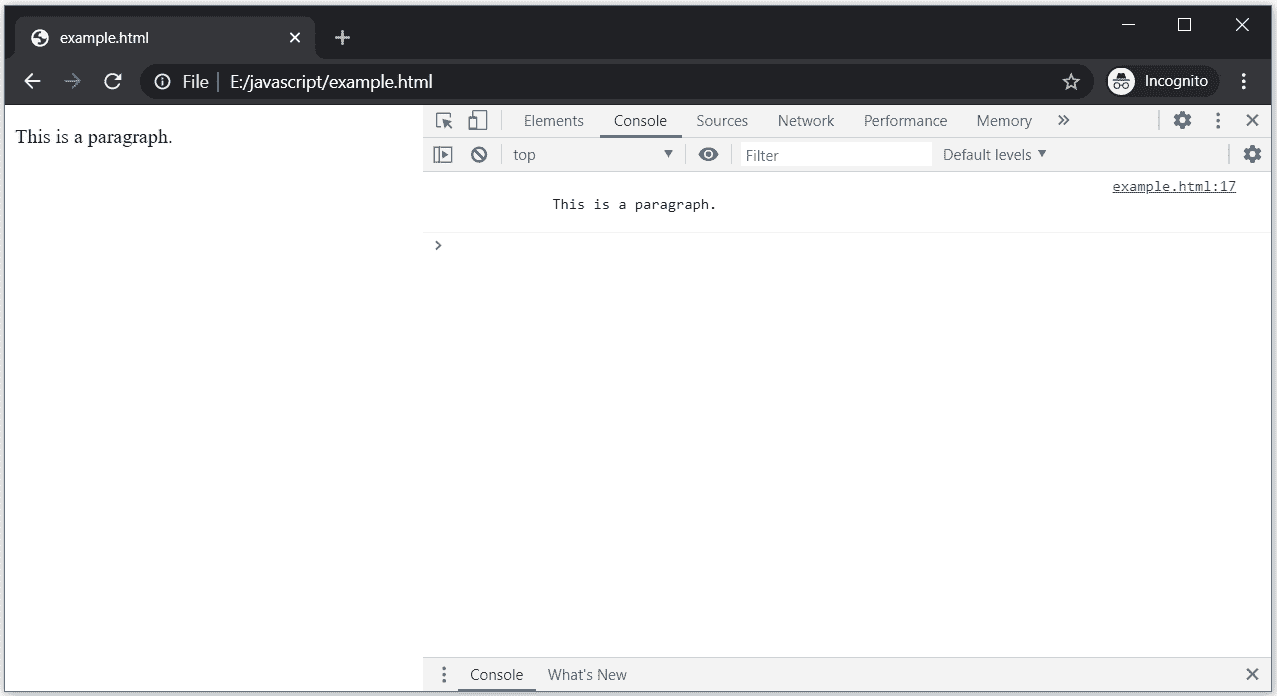 example.html
File E:/javascript/example.html Incognito
This is a paragraph.
Elements Console Sources Network Performance Memory
top Filter Default levels
example.html:17
This is a paragraph.
Console What's New